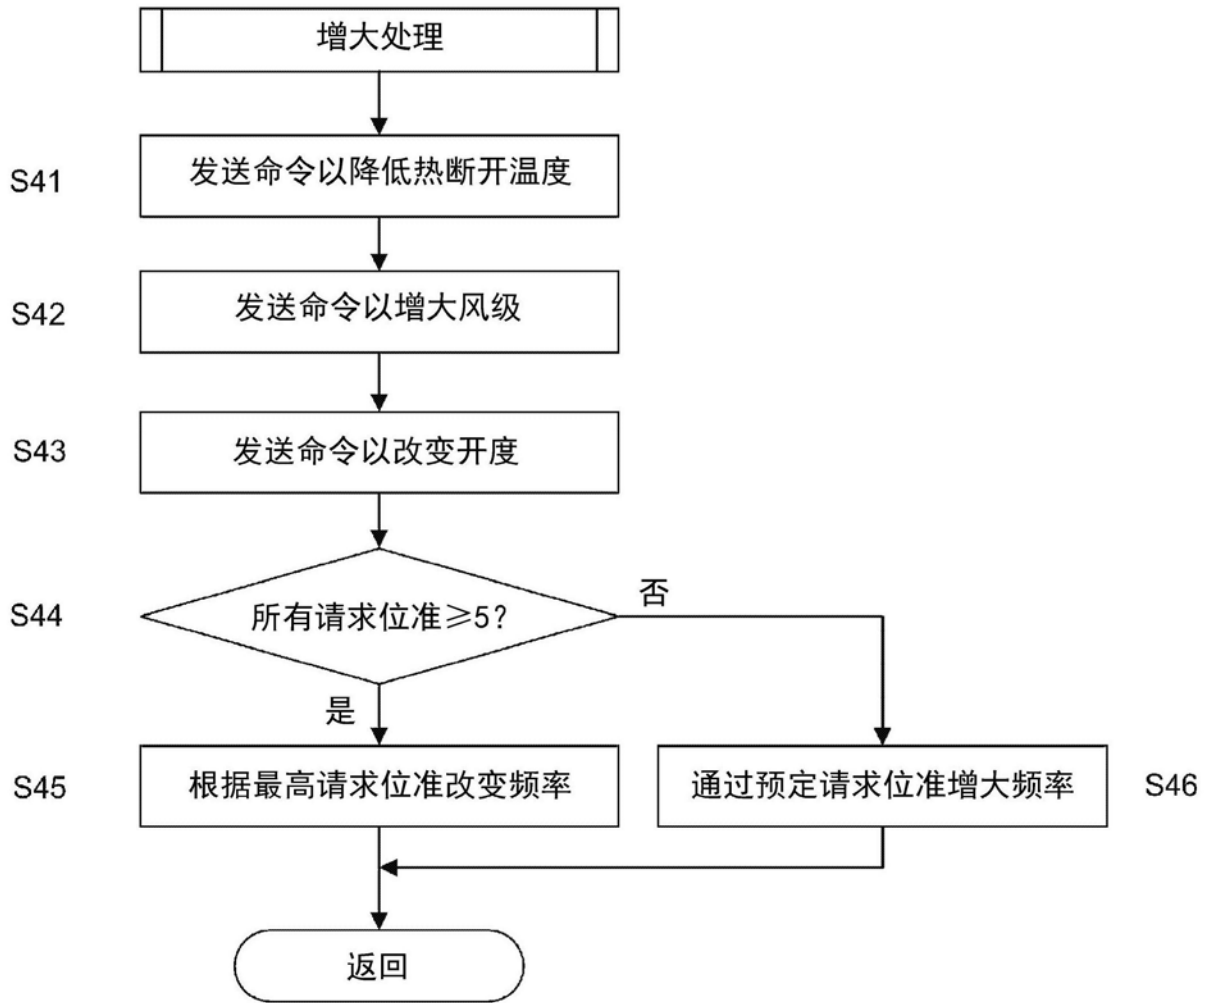 增大处理
S41
发送命令以降低热断开温度
S42
发送命令以增大风级
S43
发送命令以改变开度
S44
所有请求位准≥5?
否
是
S45
根据最高请求位准改变频率
通过预定请求位准增大频率
S46
返回